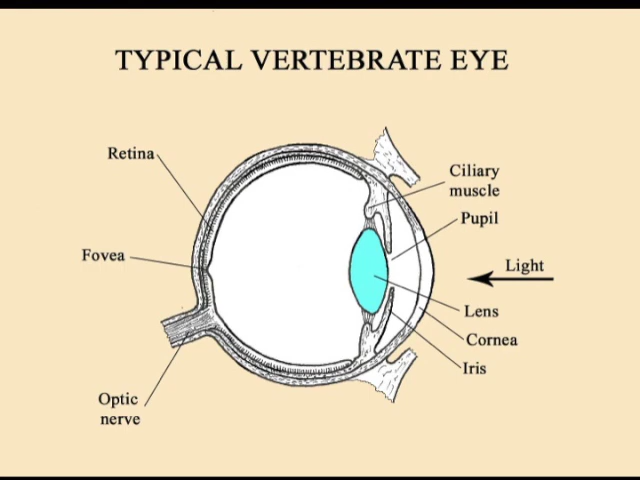 TYPICAL VERTEBRATE EYE
Retina
Ciliary
muscle
Pupil
Fovea
Light
Lens
Cornea
Iris
Optic
nerve